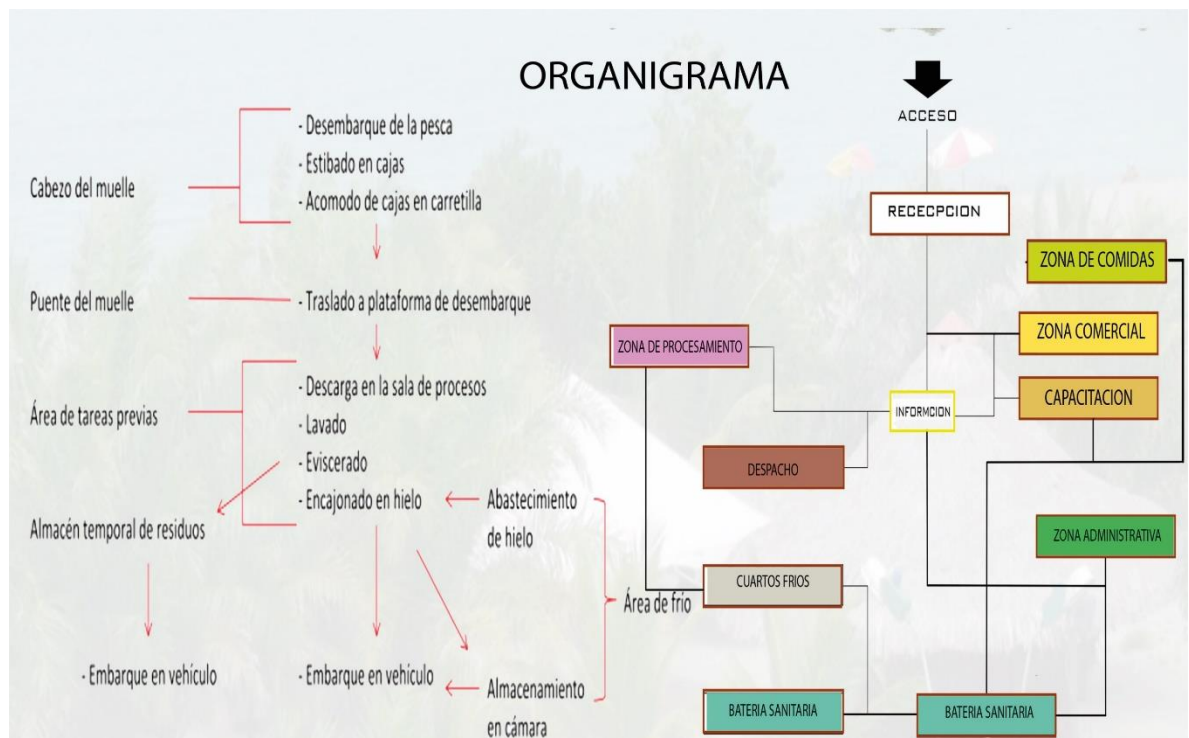 ORGANIGRAMA
Cabezo del muelle
- Desembarque de la pesca
- Estibado en cajas
- Acomodo de cajas en carretilla
Puente del muelle
- Traslado a plataforma de desembarque
Área de tareas previas
- Descarga en la sala de procesos
- Lavado
- Eviscerado
- Encajonado en hielo
Abastecimiento
de hielo
Almacén temporal de residuos
Área de frío
- Embarque en vehículo
- Embarque en vehículo
Almacenamiento
en cámara
ACCESO
RECECPCION
ZONA DE COMIDAS
ZONA COMERCIAL
ZONA DE PROCESAMIENTO
CAPACITACION
INFORMCION
DESPACHO
ZONA ADMINISTRATIVA
CUARTOS FRIOS
BATERIA SANITARIA
BATERIA SANITARIA